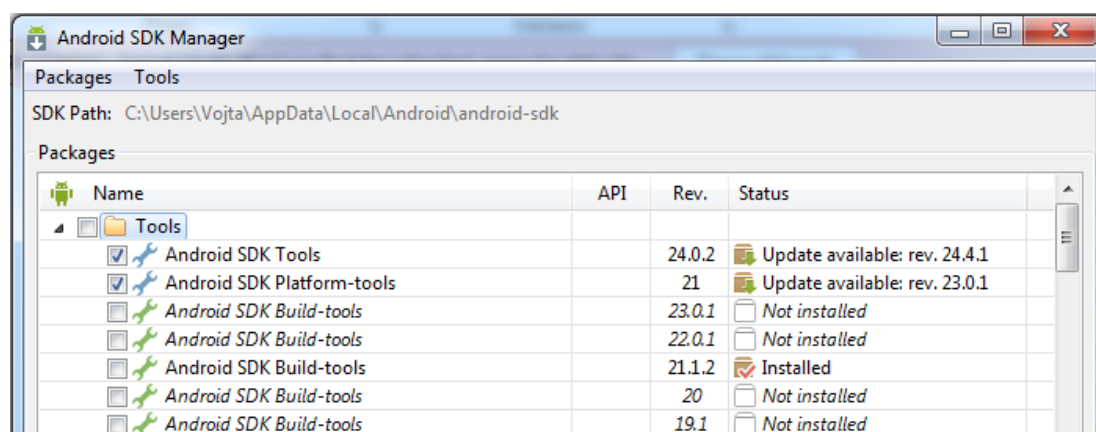 Android SDK Manager
Packages Tools
SDK Path: C:\Users\Vojta\AppData\Local\Android\android-sdk
Packages
Name API Rev. Status
Tools
Android SDK Tools 24.0.2 Update available: rev. 24.4.1
Android SDK Platform-tools 21 Update available: rev. 23.0.1
Android SDK Build-tools 23.0.1 Not installed
Android SDK Build-tools 22.0.1 Not installed
Android SDK Build-tools 21.1.2 Installed
Android SDK Build-tools 20 Not installed
Android SDK Build-tools 19.1 Not installed